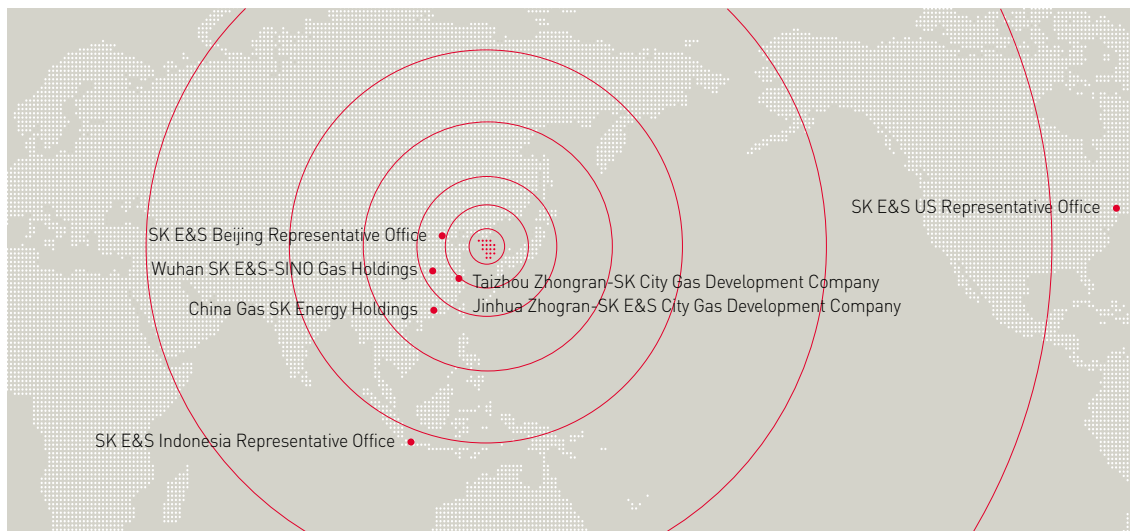 SK E&S US Representative Office
SK E&S Beijing Representative Office
Wuhan SK E&S-SINO Gas Holdings
Taizhou Zhongran-SK City Gas Development Company
China Gas SK Energy Holdings
Jinhua Zhogran-SK E&S City Gas Development Company
SK E&S Indonesia Representative Office